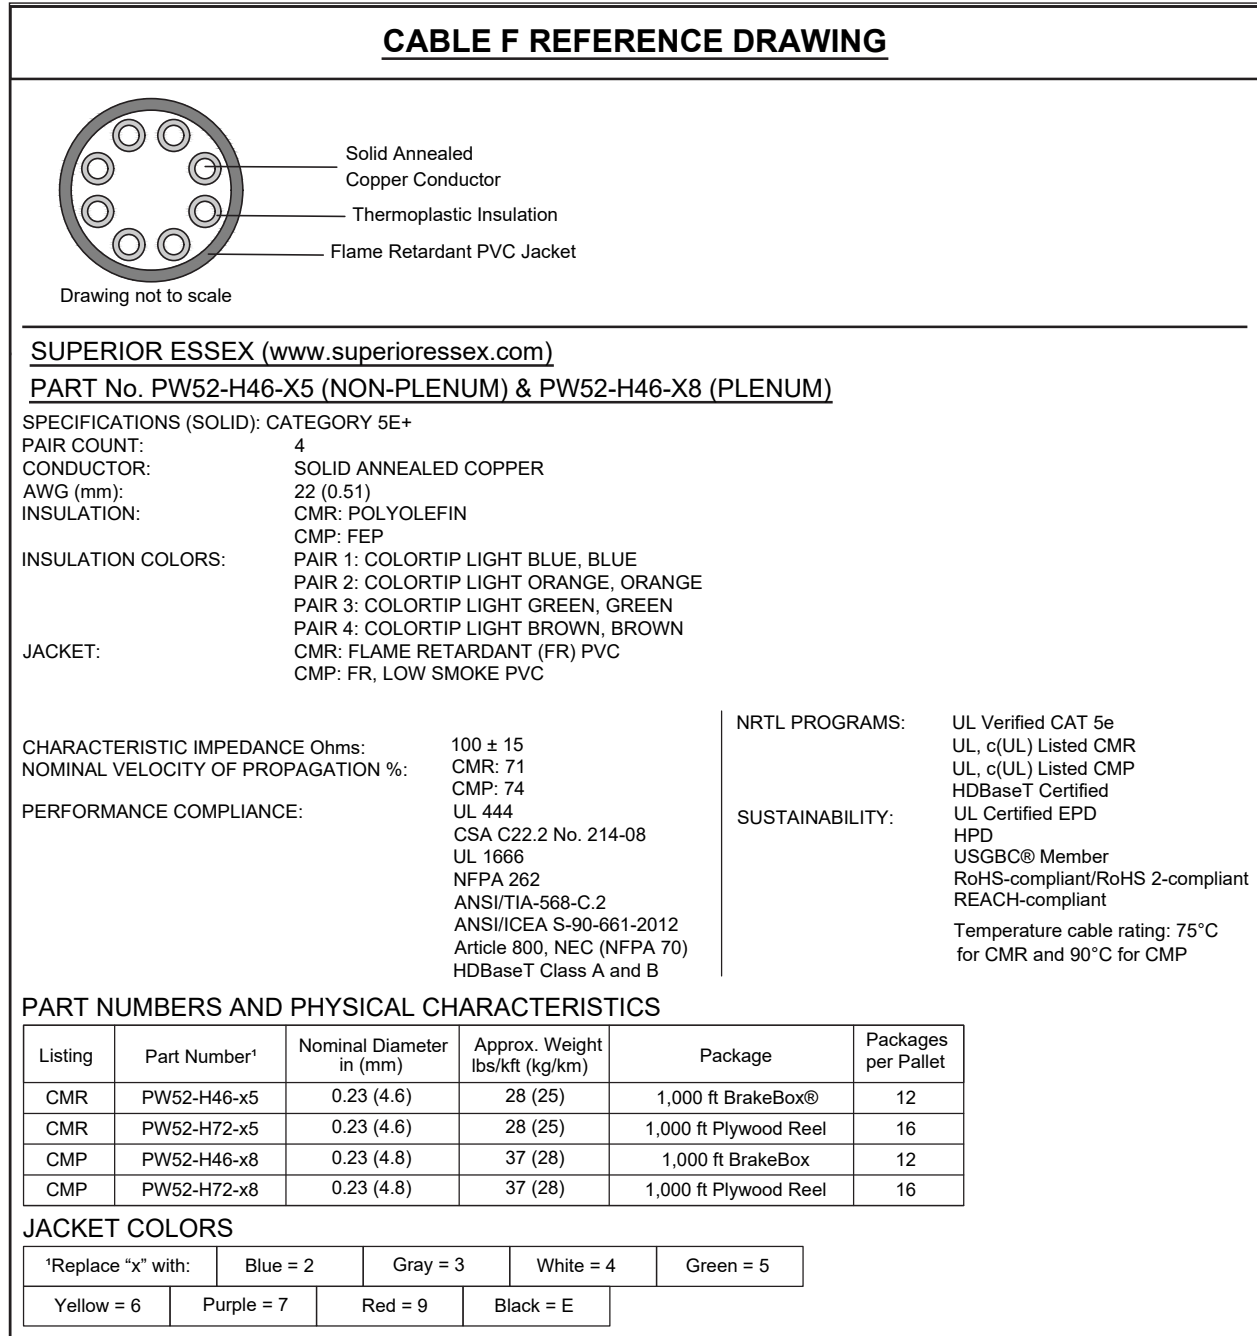 CABLE F REFERENCE DRAWING
Solid Annealed
Copper Conductor
Thermoplastic Insulation
Flame Retardant PVC Jacket
Drawing not to scale
SUPERIOR ESSEX (www.superioressex.com)
PART No. PW52-H46-X5 (NON-PLENUM) & PW52-H46-X8 (PLENUM)
SPECIFICATIONS (SOLID): CATEGORY 5E+
PAIR COUNT: 4
CONDUCTOR: SOLID ANNEALED COPPER
AWG (mm): 22 (0.51)
INSULATION: CMR: POLYOLEFIN
CMP: FEP
INSULATION COLORS: PAIR 1: COLORTIP LIGHT BLUE, BLUE
PAIR 2: COLORTIP LIGHT ORANGE, ORANGE
PAIR 3: COLORTIP LIGHT GREEN, GREEN
PAIR 4: COLORTIP LIGHT BROWN, BROWN
JACKET: CMR: FLAME RETARDANT (FR) PVC
CMP: FR, LOW SMOKE PVC
CHARACTERISTIC IMPEDANCE Ohms: 100 ± 15
NOMINAL VELOCITY OF PROPAGATION %: CMR: 71
CMP: 74
PERFORMANCE COMPLIANCE: UL 444
CSA C22.2 No. 214-08
UL 1666
NFPA 262
ANSI/TIA-568-C.2
ANSI/ICEA S-90-661-2012
Article 800, NEC (NFPA 70)
HDBaseT Class A and B
NRTL PROGRAMS: UL Verified CAT 5e
UL, c(UL) Listed CMR
UL, c(UL) Listed CMP
HDBaseT Certified
SUSTAINABILITY: UL Certified EPD
HPD
USGBC® Member
RoHS-compliant/RoHS 2-compliant
REACH-compliant
Temperature cable rating: 75°C
for CMR and 90°C for CMP
PART NUMBERS AND PHYSICAL CHARACTERISTICS
Listing Part Number¹ Nominal Diameter in (mm) Approx. Weight lbs/kft (kg/km) Package Packages per Pallet
CMR PW52-H46-x5 0.23 (4.6) 28 (25) 1,000 ft BrakeBox® 12
CMR PW52-H72-x5 0.23 (4.6) 28 (25) 1,000 ft Plywood Reel 16
CMP PW52-H46-x8 0.23 (4.8) 37 (28) 1,000 ft BrakeBox 12
CMP PW52-H72-x8 0.23 (4.8) 37 (28) 1,000 ft Plywood Reel 16
JACKET COLORS
¹Replace “x” with: Blue = 2 Gray = 3 White = 4 Green = 5
Yellow = 6 Purple = 7 Red = 9 Black = E